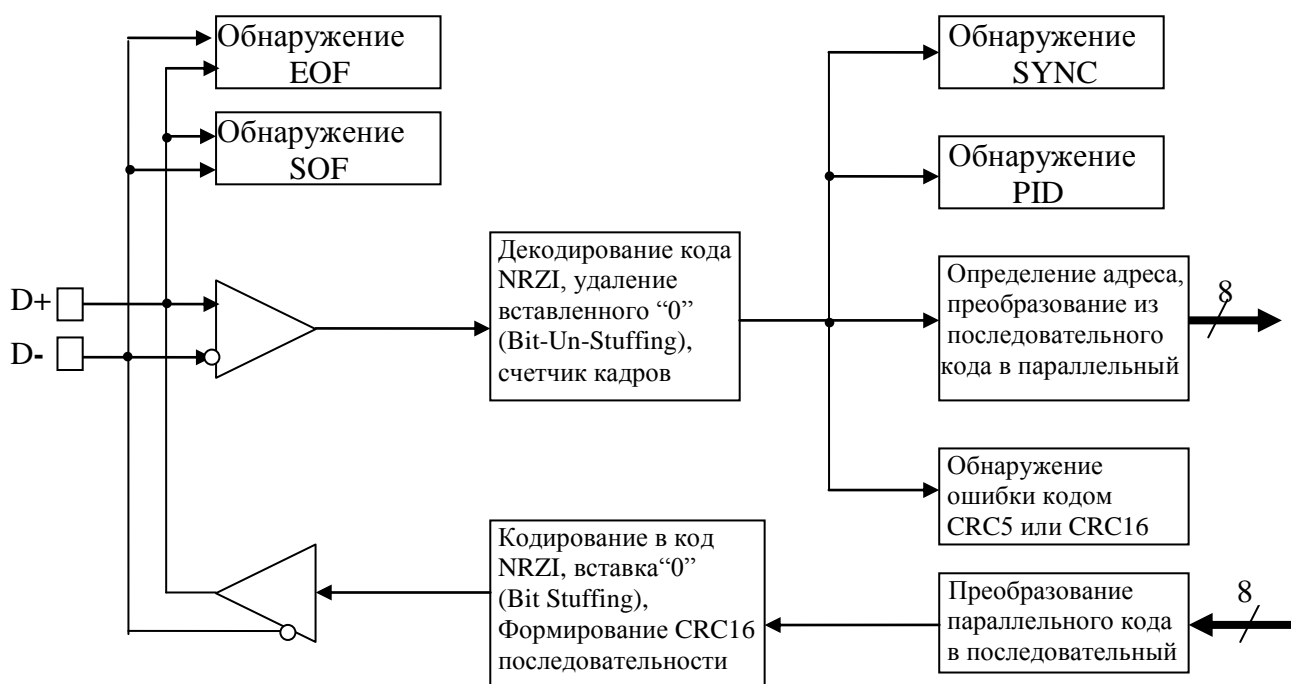 Обнаружение
EOF
Обнаружение
SOF
Обнаружение
SYNC
Обнаружение
PID
D+
D-
Декодирование кода
NRZI, удаление
вставленного “0”
(Bit-Un-Stuffing),
счетчик кадров
Определение адреса,
преобразование из
последовательного
кода в параллельный
8
Обнаружение
ошибки кодом
CRC5 или CRC16
Кодирование в код
NRZI, вставка“0”
(Bit Stuffing),
Формирование CRC16
последовательности
Преобразование
параллельного кода
в последовательный
8